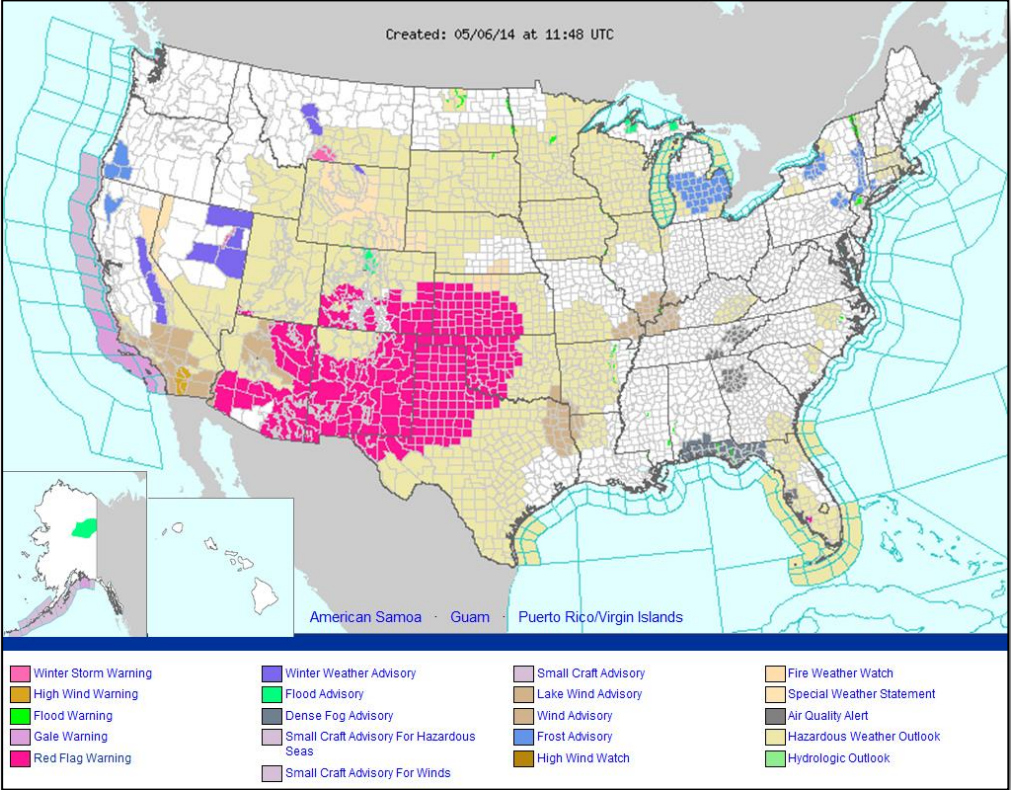 Created: 05/06/14 at 11:48 UTC
American Samoa · Guam · Puerto Rico/Virgin Islands
Winter Storm Warning
High Wind Warning
Flood Warning
Gale Warning
Red Flag Warning
Winter Weather Advisory
Flood Advisory
Dense Fog Advisory
Small Craft Advisory For Hazardous
Seas
Small Craft Advisory For Winds
Small Craft Advisory
Lake Wind Advisory
Wind Advisory
Frost Advisory
High Wind Watch
Fire Weather Watch
Special Weather Statement
Air Quality Alert
Hazardous Weather Outlook
Hydrologic Outlook